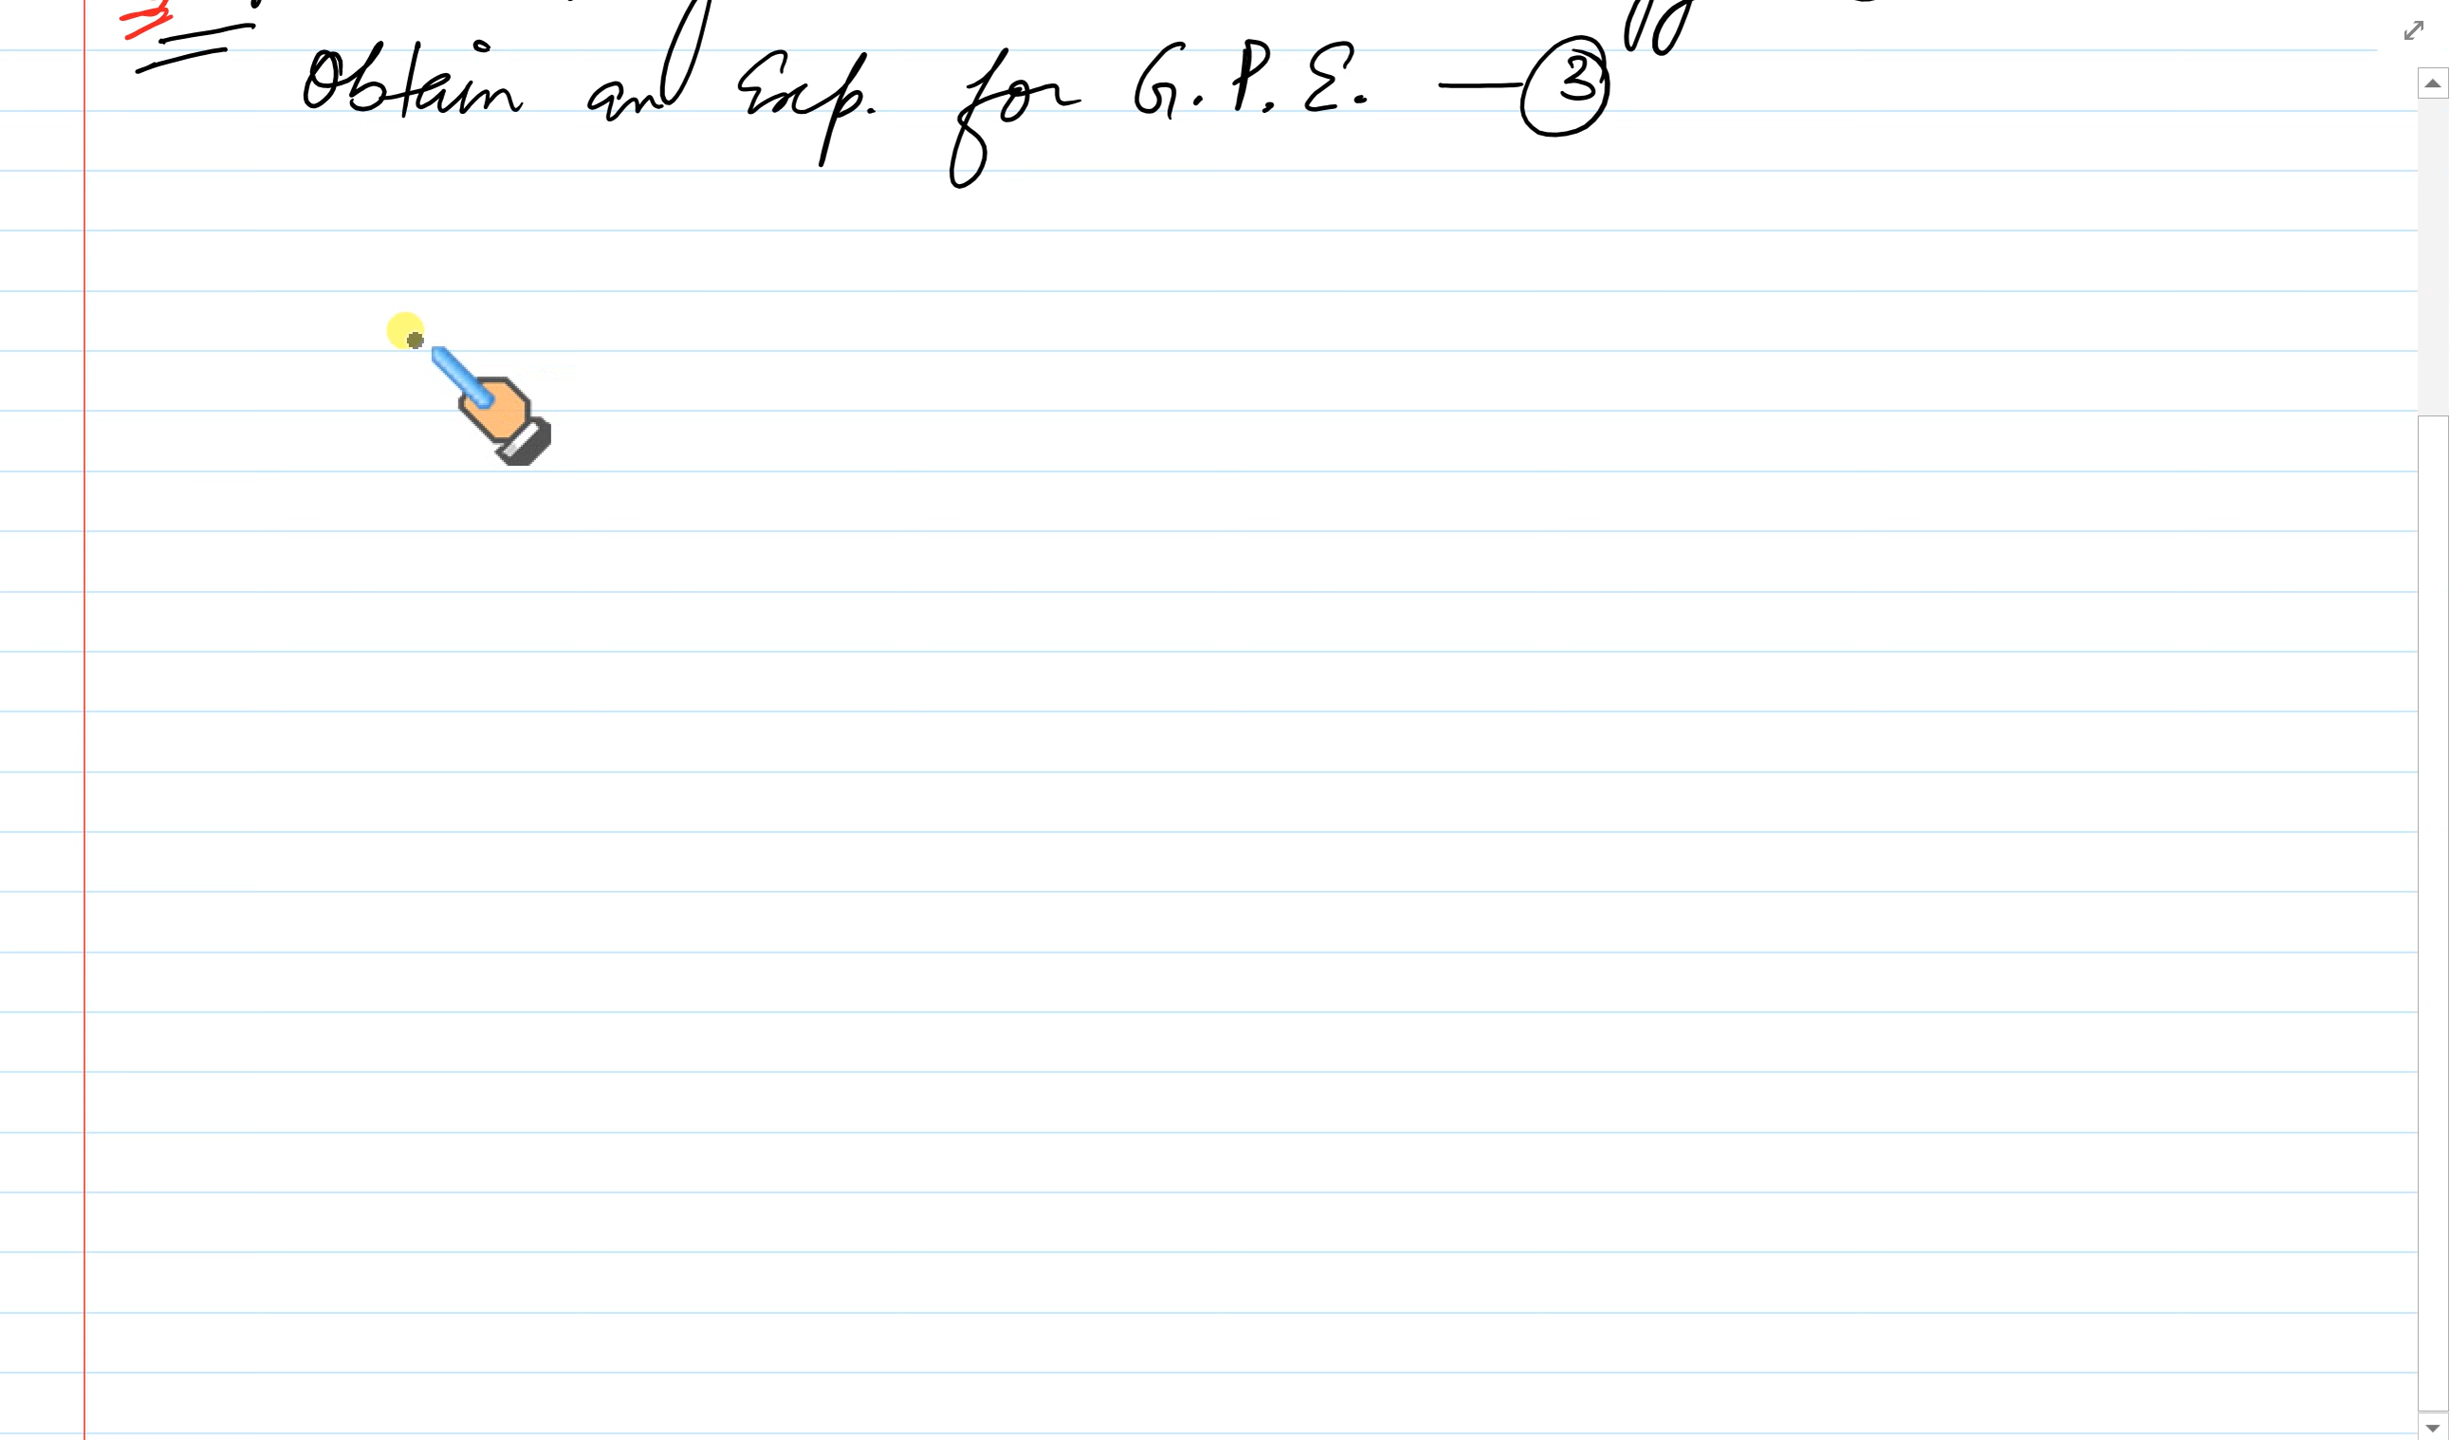 Obtain an Exp. for G.P.E. — 3